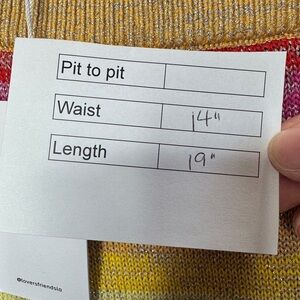 Pit to pit
Waist 14"
Length 19"
@loversfriendsla